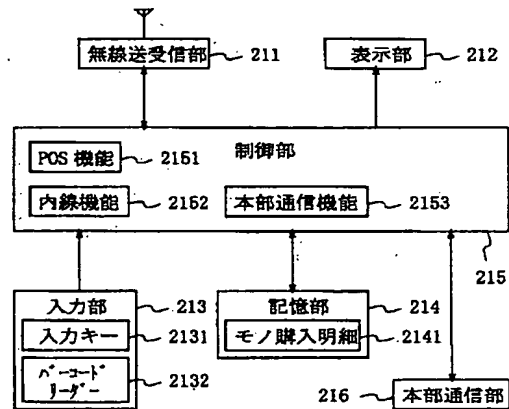 無線送受信部 211
表示部 212
制御部
POS 機能 2151
内線機能 2152
本部通信機能 2153
215
入力部 213
入力キー 2131
バーコード
リーダー 2132
記憶部 214
モノ購入明細 2141
216 本部通信部